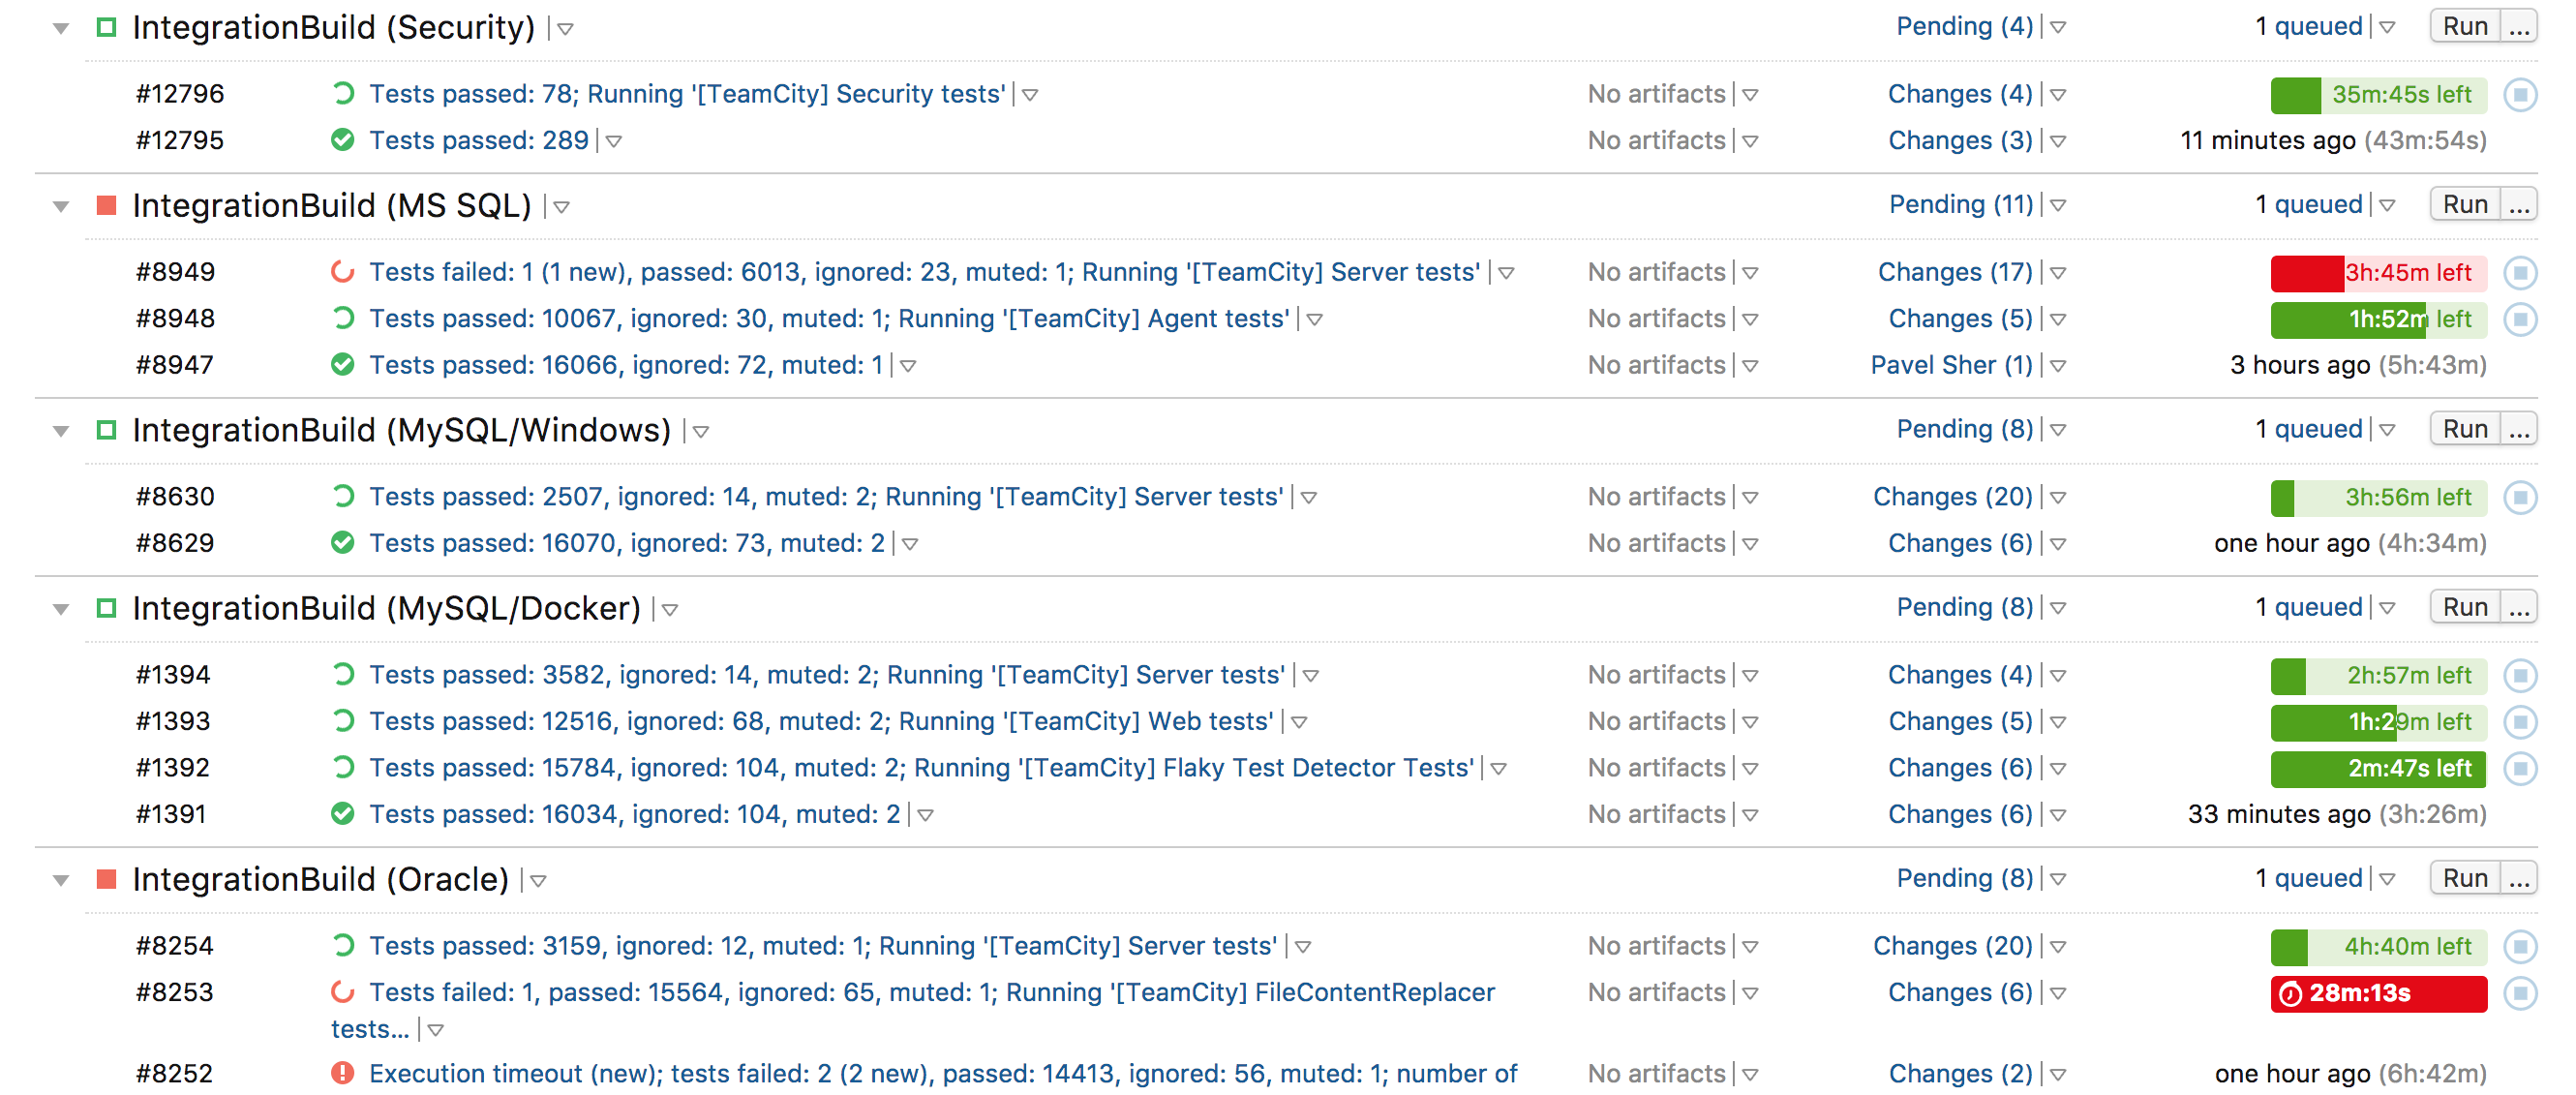 IntegrationBuild (Security) Pending (4) 1 queued Run ...
#12796 Tests passed: 78; Running '[TeamCity] Security tests' No artifacts Changes (4) 35m:45s left
#12795 Tests passed: 289 No artifacts Changes (3) 11 minutes ago (43m:54s)
IntegrationBuild (MS SQL) Pending (11) 1 queued Run ...
#8949 Tests failed: 1 (1 new), passed: 6013, ignored: 23, muted: 1; Running '[TeamCity] Server tests' No artifacts Changes (17) 3h:45m left
#8948 Tests passed: 10067, ignored: 30, muted: 1; Running '[TeamCity] Agent tests' No artifacts Changes (5) 1h:52m left
#8947 Tests passed: 16066, ignored: 72, muted: 1 No artifacts Pavel Sher (1) 3 hours ago (5h:43m)
IntegrationBuild (MySQL/Windows) Pending (8) 1 queued Run ...
#8630 Tests passed: 2507, ignored: 14, muted: 2; Running '[TeamCity] Server tests' No artifacts Changes (20) 3h:56m left
#8629 Tests passed: 16070, ignored: 73, muted: 2 No artifacts Changes (6) one hour ago (4h:34m)
IntegrationBuild (MySQL/Docker) Pending (8) 1 queued Run ...
#1394 Tests passed: 3582, ignored: 14, muted: 2; Running '[TeamCity] Server tests' No artifacts Changes (4) 2h:57m left
#1393 Tests passed: 12516, ignored: 68, muted: 2; Running '[TeamCity] Web tests' No artifacts Changes (5) 1h:29m left
#1392 Tests passed: 15784, ignored: 104, muted: 2; Running '[TeamCity] Flaky Test Detector Tests' No artifacts Changes (6) 2m:47s left
#1391 Tests passed: 16034, ignored: 104, muted: 2 No artifacts Changes (6) 33 minutes ago (3h:26m)
IntegrationBuild (Oracle) Pending (8) 1 queued Run ...
#8254 Tests passed: 3159, ignored: 12, muted: 1; Running '[TeamCity] Server tests' No artifacts Changes (20) 4h:40m left
#8253 Tests failed: 1, passed: 15564, ignored: 65, muted: 1; Running '[TeamCity] FileContentReplacer No artifacts Changes (6) 28m:13s
tests...
#8252 Execution timeout (new); tests failed: 2 (2 new), passed: 14413, ignored: 56, muted: 1; number of No artifacts Changes (2) one hour ago (6h:42m)